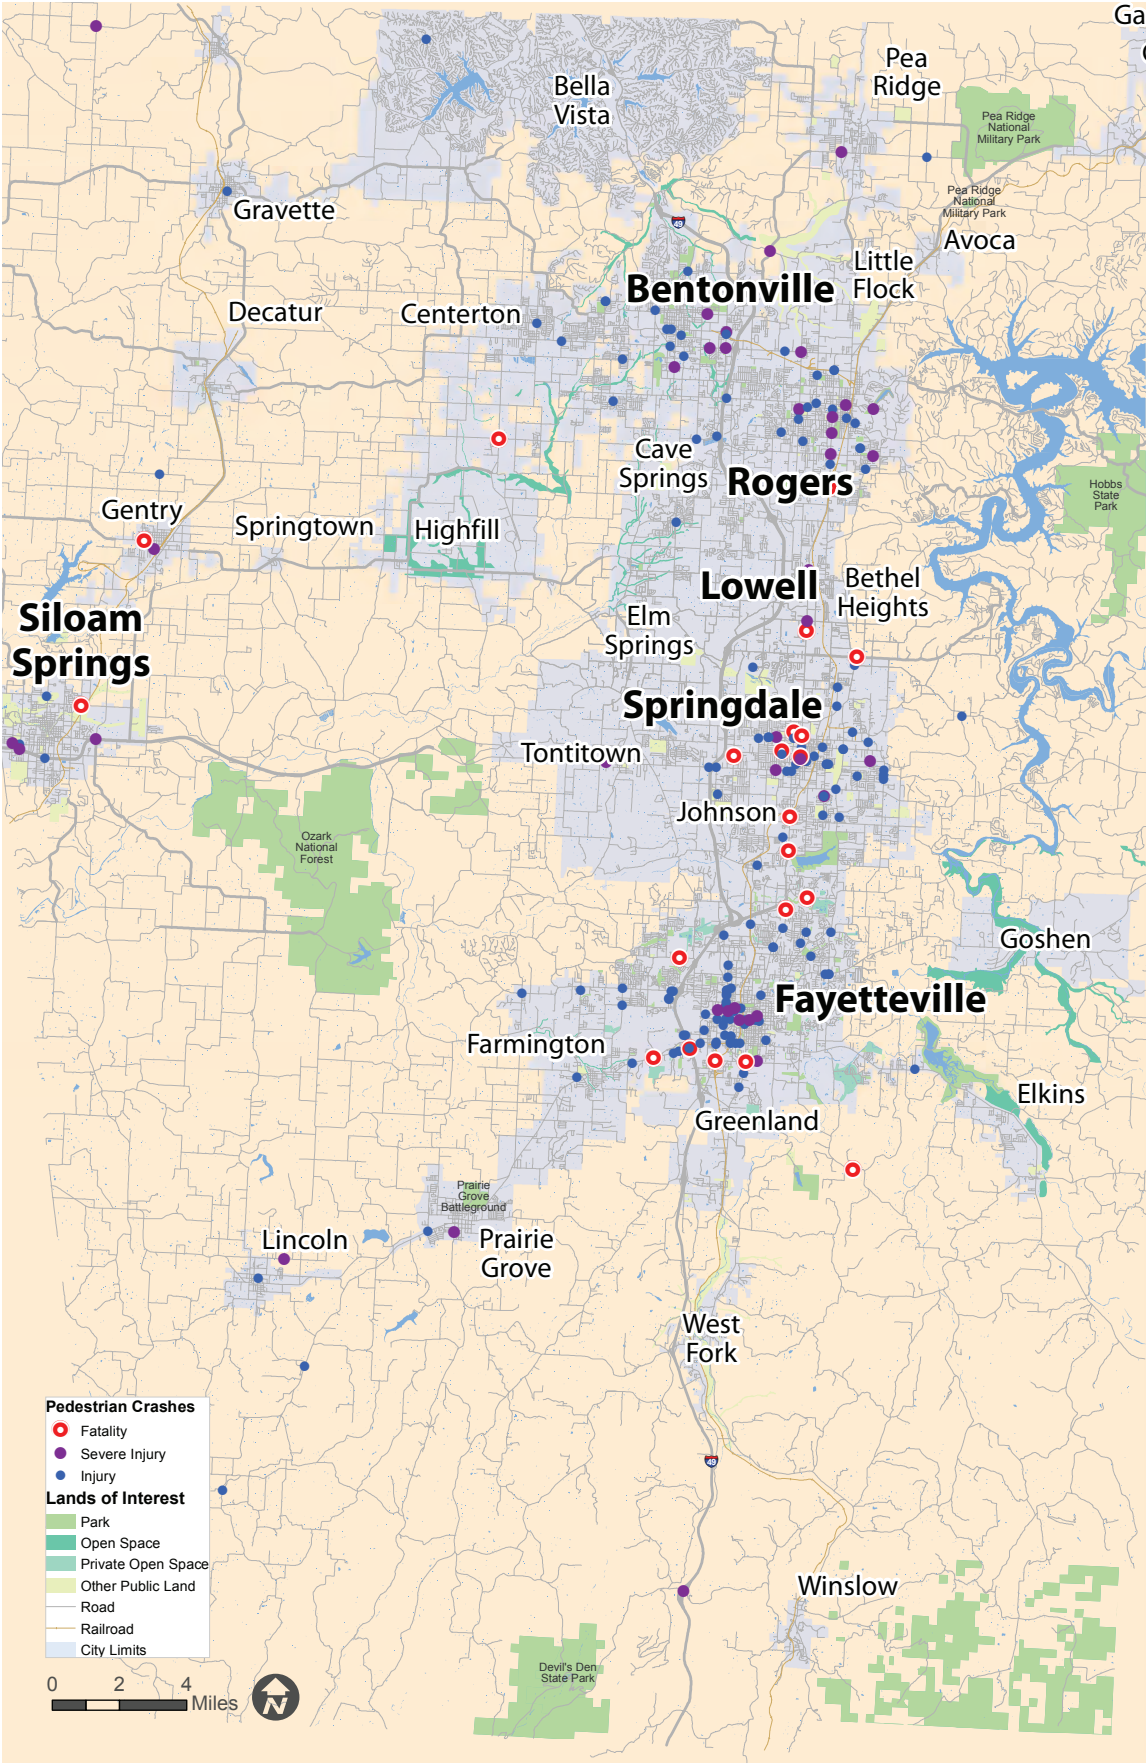 Ga
Pea
Ridge
Bella
Vista
Pea Ridge
National
Military Park
Pea Ridge
National
Military Park
Gravette
49
Avoca
Little
Flock
Bentonville
Decatur
Centerton
Cave
Springs
Rogers
Hobbs
State
Park
Gentry
Springtown
Highfill
Lowell
Bethel
Heights
Siloam
Springs
Elm
Springs
Springdale
Tontitown
Johnson
Ozark
National
Forest
Goshen
Fayetteville
Farmington
Elkins
Greenland
Prairie
Grove
Battleground
Lincoln
Prairie
Grove
West
Fork
49
Pedestrian Crashes
Fatality
Severe Injury
Injury
Lands of Interest
Park
Open Space
Private Open Space
Other Public Land
Road
Railroad
City Limits
Winslow
Devil's Den
State Park
0 2 4
Miles
N